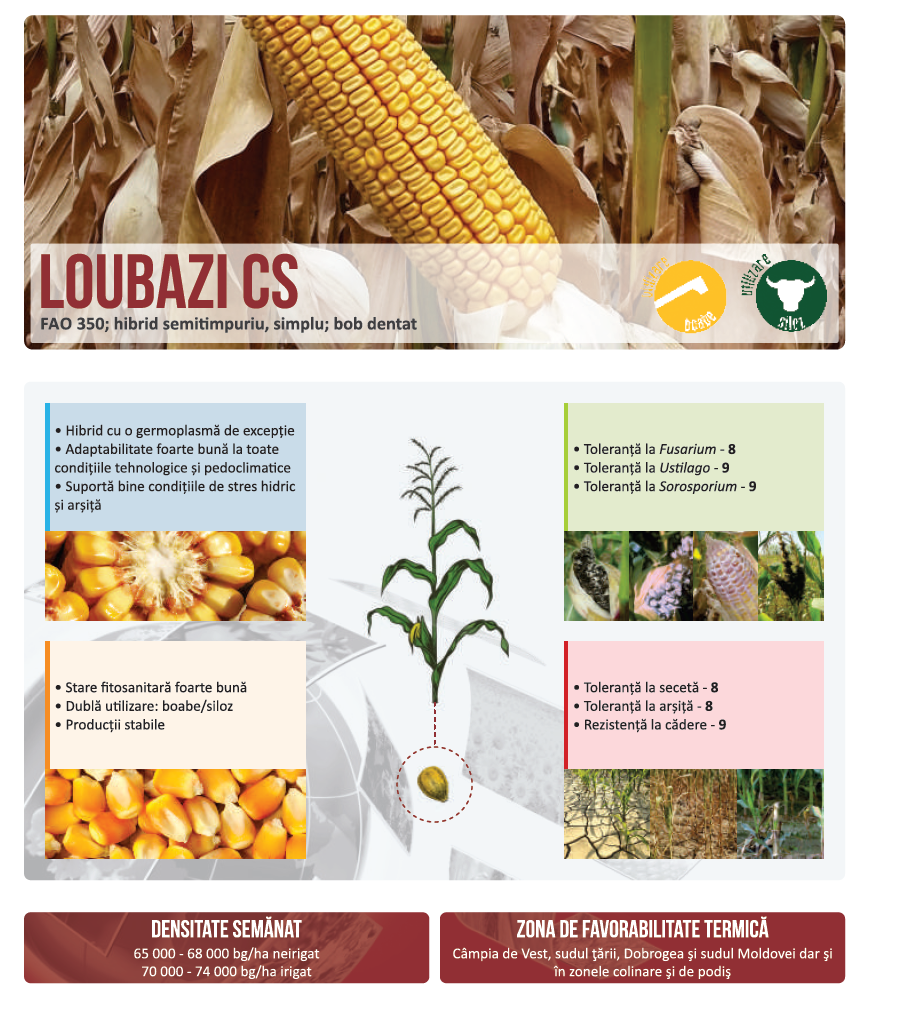 LOUBAZI CS
FAO 350; hibrid semitimpuriu, simplu; bob dentat
utilizare
boabe
utilizare
siloz
• Hibrid cu o germoplasmă de excepție
• Adaptabilitate foarte bună la toate
condițiile tehnologice și pedoclimatice
• Suportă bine condițiile de stres hidric
și arșiță
• Toleranță la Fusarium - 8
• Toleranță la Ustilago - 9
• Toleranță la Sorosporium - 9
• Stare fitosanitară foarte bună
• Dublă utilizare: boabe/siloz
• Producții stabile
• Toleranță la secetă - 8
• Toleranță la arșiță - 8
• Rezistență la cădere - 9
DENSITATE SEMĂNAT
65 000 - 68 000 bg/ha neirigat
70 000 - 74 000 bg/ha irigat
ZONA DE FAVORABILITATE TERMICĂ
Câmpia de Vest, sudul ţării, Dobrogea şi sudul Moldovei dar şi
în zonele colinare şi de podiş